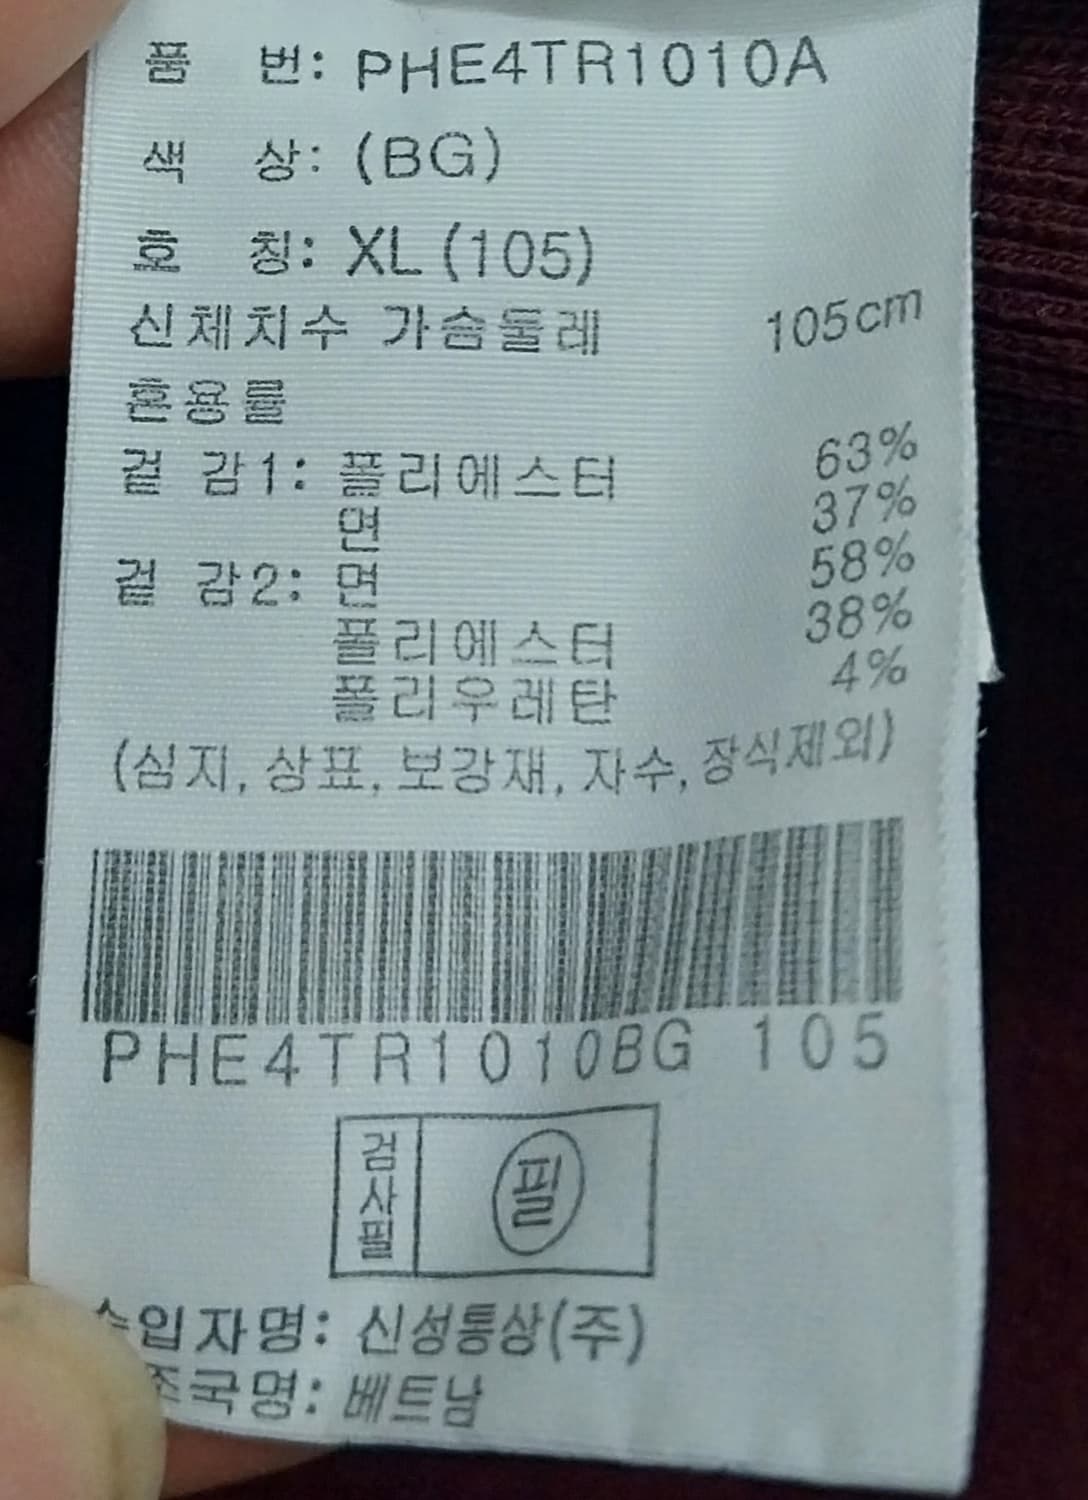 품 번: PHE4TR1010A
색 상: (BG)
호 칭: XL (105)
신체치수 가슴둘레 105cm
혼용률
겉 감1: 폴리에스터 63%
면 37%
겉 감2: 면 58%
폴리에스터 38%
폴리우레탄 4%
(심지, 상표, 보강재, 자수, 장식제외)
PHE4TR1010BG 105
검사필 필
수입자명: 신성통상(주)
조국명: 베트남